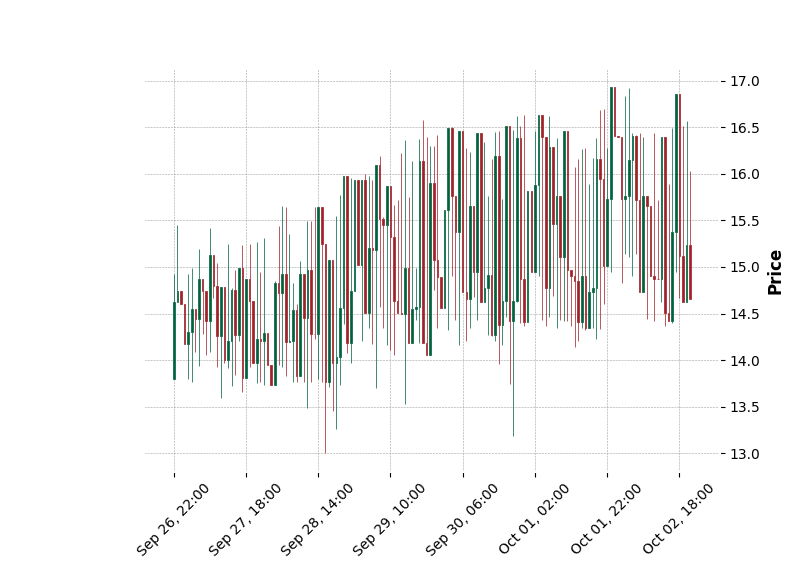 17.0
16.5
16.0
15.5
15.0
14.5
14.0
13.5
13.0
Price
Sep 26, 22:00
Sep 27, 18:00
Sep 28, 14:00
Sep 29, 10:00
Sep 30, 06:00
Oct 01, 02:00
Oct 01, 22:00
Oct 02, 18:00